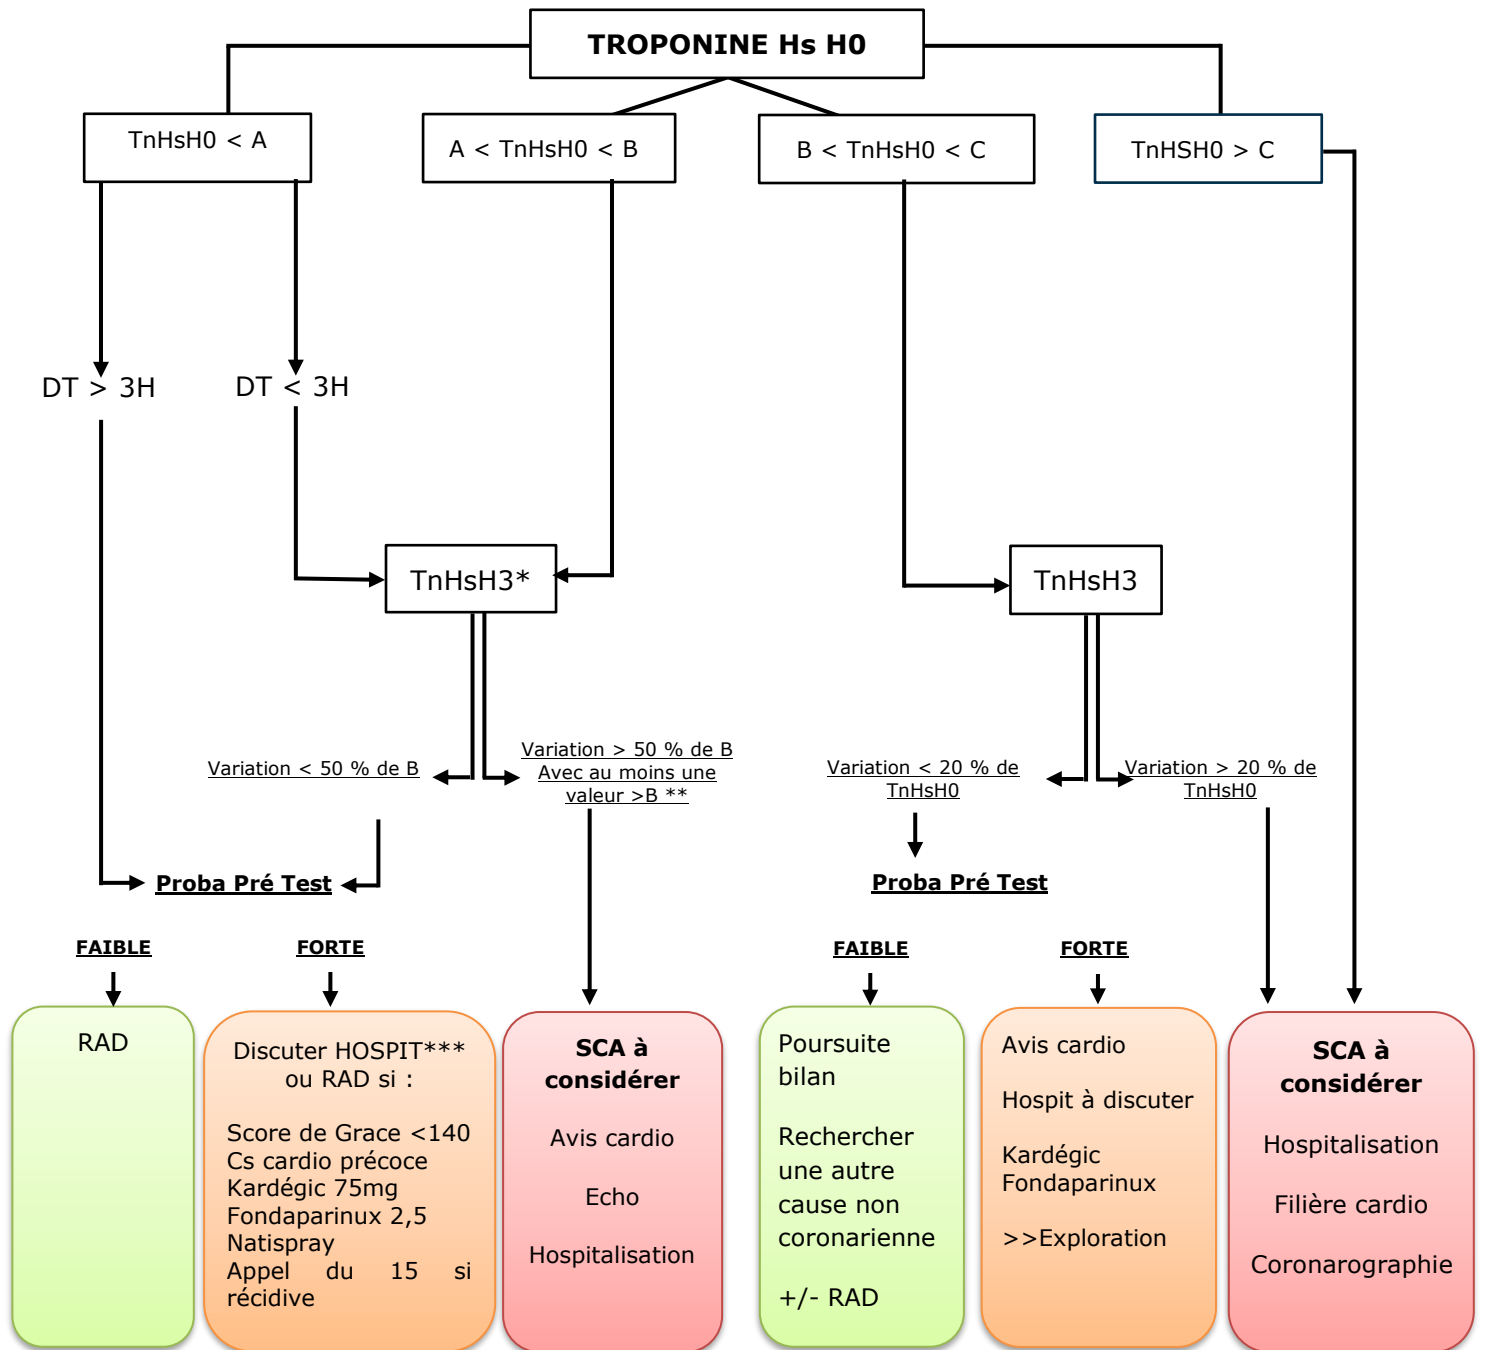 TROPONINE Hs H0
TnHsH0 < A
A < TnHsH0 < B
B < TnHsH0 < C
TnHSH0 > C
DT > 3H
DT < 3H
TnHsH3*
TnHsH3
Variation < 50 % de B
Variation > 50 % de B
Avec au moins une
valeur >B **
Variation < 20 % de
TnHsH0
Variation > 20 % de
TnHsH0
Proba Pré Test
Proba Pré Test
FAIBLE
FORTE
FAIBLE
FORTE
RAD
Discuter HOSPIT***
ou RAD si :
Score de Grace <140
Cs cardio précoce
Kardégic 75mg
Fondaparinux 2,5
Natispray
Appel du 15 si
récidive
SCA à
considérer
Avis cardio
Echo
Hospitalisation
Poursuite
bilan
Rechercher
une autre
cause non
coronarienne
+/- RAD
Avis cardio
Hospit à discuter
Kardégic
Fondaparinux
>>Exploration
SCA à
considérer
Hospitalisation
Filière cardio
Coronarographie